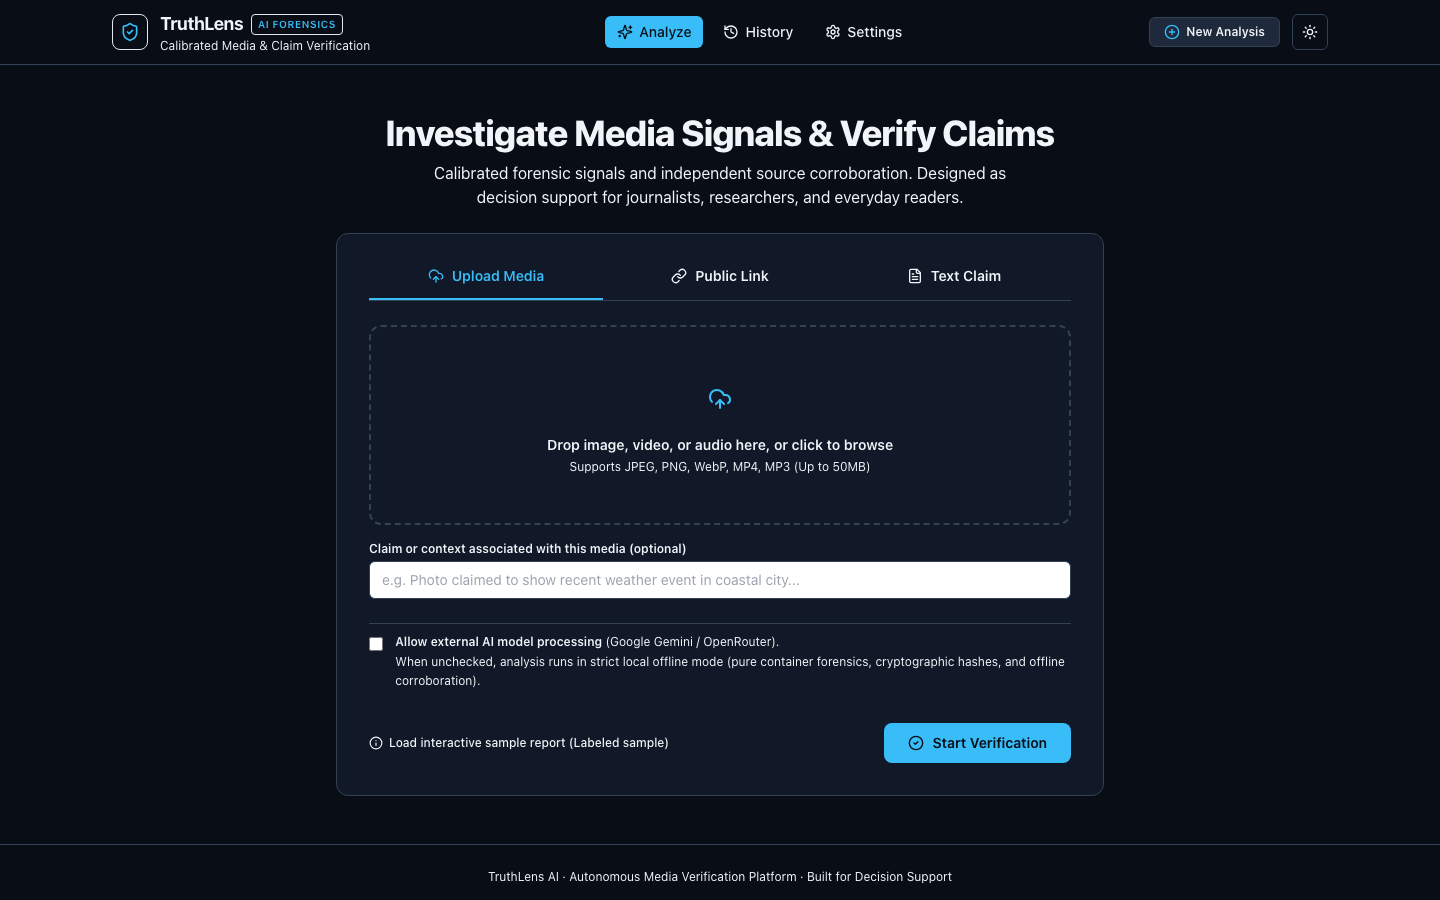 TruthLens AI FORENSICS
Calibrated Media & Claim Verification
Analyze
History
Settings
New Analysis
Investigate Media Signals & Verify Claims
Calibrated forensic signals and independent source corroboration. Designed as
decision support for journalists, researchers, and everyday readers.
Upload Media
Public Link
Text Claim
Drop image, video, or audio here, or click to browse
Supports JPEG, PNG, WebP, MP4, MP3 (Up to 50MB)
Claim or context associated with this media (optional)
e.g. Photo claimed to show recent weather event in coastal city...
Allow external AI model processing (Google Gemini / OpenRouter).
When unchecked, analysis runs in strict local offline mode (pure container forensics, cryptographic hashes, and offline
corroboration).
Load interactive sample report (Labeled sample)
Start Verification
TruthLens AI · Autonomous Media Verification Platform · Built for Decision Support